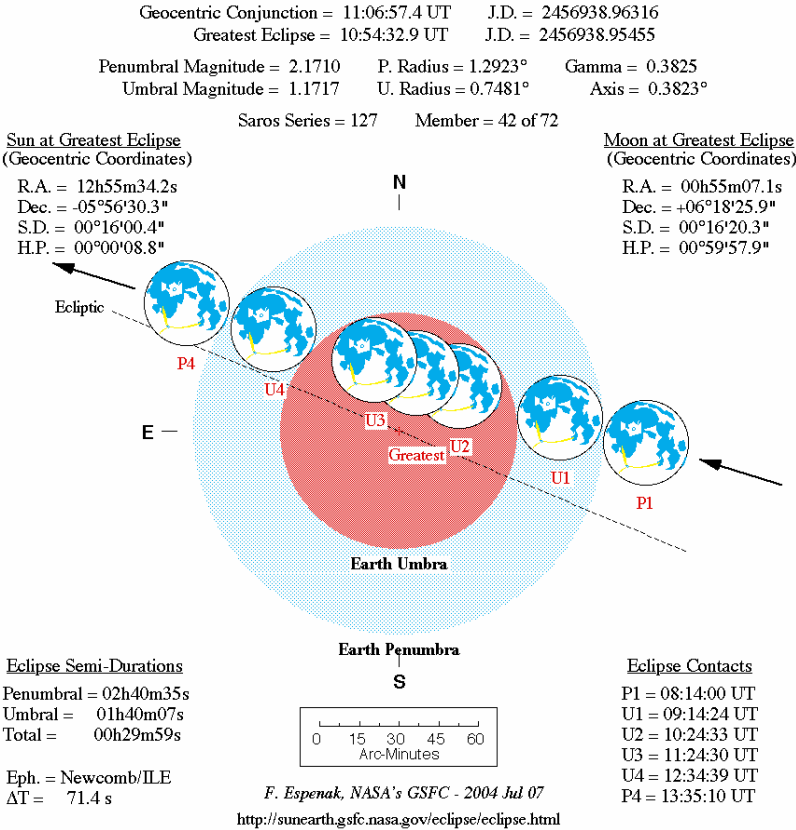 Geocentric Conjunction = 11:06:57.4 UT J.D. = 2456938.96316
Greatest Eclipse = 10:54:32.9 UT J.D. = 2456938.95455
Penumbral Magnitude = 2.1710 P. Radius = 1.2923° Gamma = 0.3825
Umbral Magnitude = 1.1717 U. Radius = 0.7481° Axis = 0.3823°
Saros Series = 127 Member = 42 of 72
Sun at Greatest Eclipse
(Geocentric Coordinates)
R.A. = 12h55m34.2s
Dec. = -05°56'30.3"
S.D. = 00°16'00.4"
H.P. = 00°00'08.8"
Moon at Greatest Eclipse
(Geocentric Coordinates)
R.A. = 00h55m07.1s
Dec. = +06°18'25.9"
S.D. = 00°16'20.3"
H.P. = 00°59'57.9"
N
Ecliptic
P4
U4
U3
U2
E
Greatest
U1
P1
Earth Umbra
Earth Penumbra
S
Eclipse Semi-Durations
Penumbral = 02h40m35s
Umbral = 01h40m07s
Total = 00h29m59s
Eph. = Newcomb/ILE
ΔT = 71.4 s
0 15 30 45 60
Arc-Minutes
Eclipse Contacts
P1 = 08:14:00 UT
U1 = 09:14:24 UT
U2 = 10:24:33 UT
U3 = 11:24:30 UT
U4 = 12:34:39 UT
P4 = 13:35:10 UT
F. Espenak, NASA's GSFC - 2004 Jul 07
http://sunearth.gsfc.nasa.gov/eclipse/eclipse.html